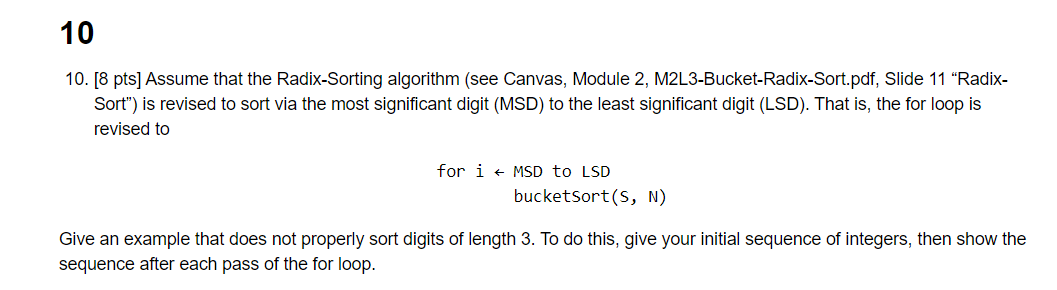 10
10. [8 pts] Assume that the Radix-Sorting algorithm (see Canvas, Module 2, M2L3-Bucket-Radix-Sort.pdf, Slide 11 “Radix-
Sort”) is revised to sort via the most significant digit (MSD) to the least significant digit (LSD). That is, the for loop is
revised to
for i ← MSD to LSD
bucketSort(S, N)
Give an example that does not properly sort digits of length 3. To do this, give your initial sequence of integers, then show the
sequence after each pass of the for loop.